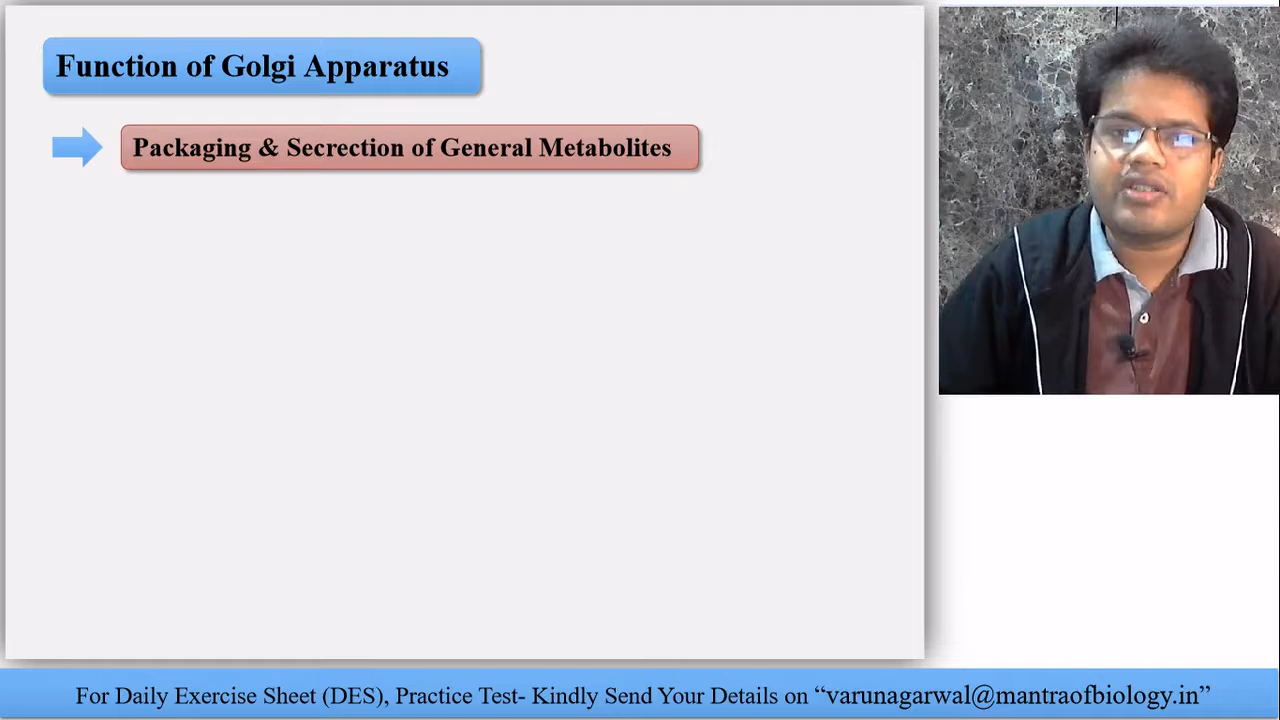 Function of Golgi Apparatus
Packaging & Secrection of General Metabolites
For Daily Exercise Sheet (DES), Practice Test- Kindly Send Your Details on “varunagarwal@mantraofbiology.in”